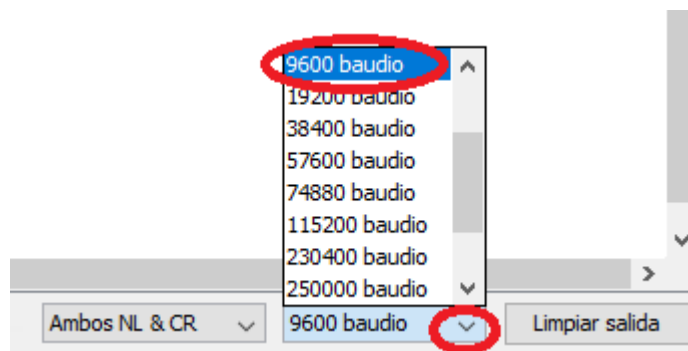 9600 baudio
19200 baudio
38400 baudio
57600 baudio
74880 baudio
115200 baudio
230400 baudio
250000 baudio
Ambos NL & CR 9600 baudio Limpiar salida